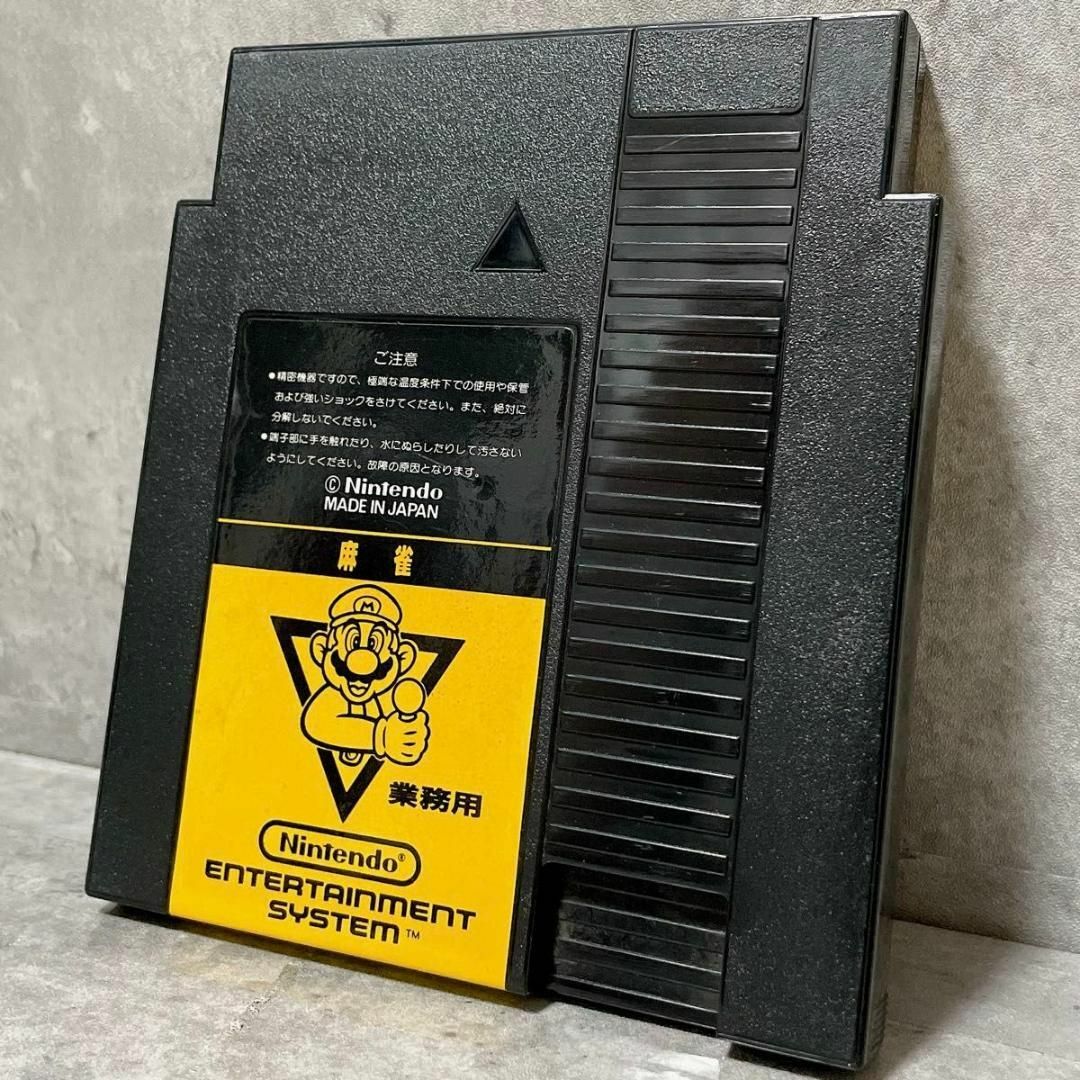 ご注意
●精密機器ですので、極端な温度条件下での使用や保管
および強いショックをさけてください。また、絶対に
分解しないでください。
●端子部に手を触れたり、水にぬらしたりして汚さない
ようにしてください。故障の原因となります。
© Nintendo
MADE IN JAPAN
麻雀
M
業務用
Nintendo®
ENTERTAINMENT
SYSTEM™